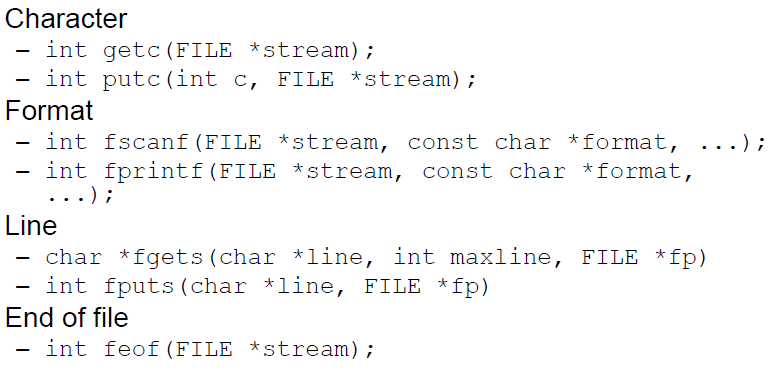 Character
– int getc(FILE *stream);
– int putc(int c, FILE *stream);
Format
– int fscanf(FILE *stream, const char *format, ...);
– int fprintf(FILE *stream, const char *format,
...);
Line
– char *fgets(char *line, int maxline, FILE *fp)
– int fputs(char *line, FILE *fp)
End of file
– int feof(FILE *stream);